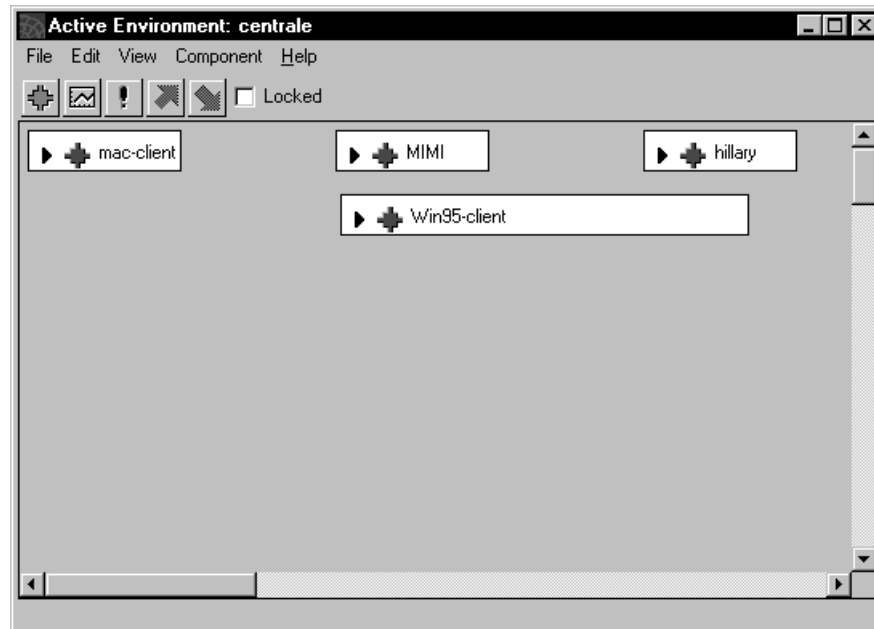 Active Environment: centrale
File Edit View Component Help
Locked
mac-client MIMI hillary
Win95-client